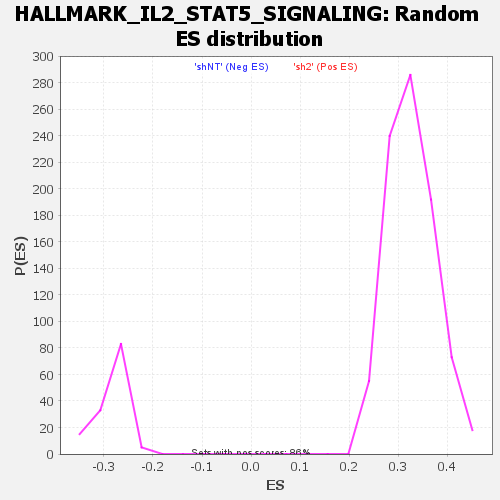 HALLMARK_IL2_STAT5_SIGNALING: Random
ES distribution
'shNT' (Neg ES) 'sh2' (Pos ES)
300
280
260
240
220
200
180
160
140
120
100
80
60
40
20
0
P(ES)
Sets with pos scores: 86%
-0.3 -0.2 -0.1 0.0 0.1 0.2 0.3 0.4
ES